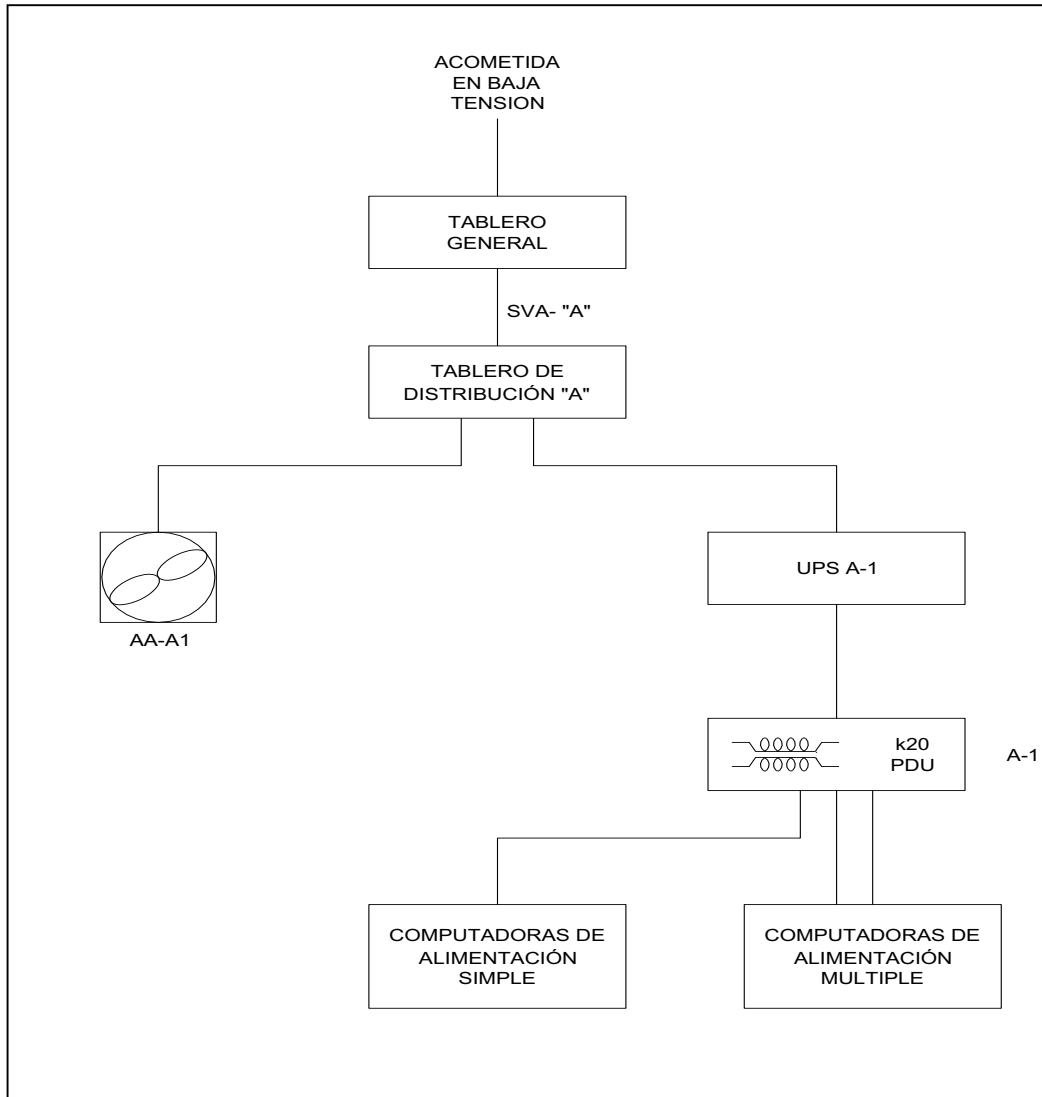 ACOMETIDA
EN BAJA
TENSION
TABLERO
GENERAL
SVA- "A"
TABLERO DE
DISTRIBUCIÓN "A"
UPS A-1
AA-A1
k20
PDU
A-1
COMPUTADORAS DE
ALIMENTACIÓN
SIMPLE
COMPUTADORAS DE
ALIMENTACIÓN
MULTIPLE